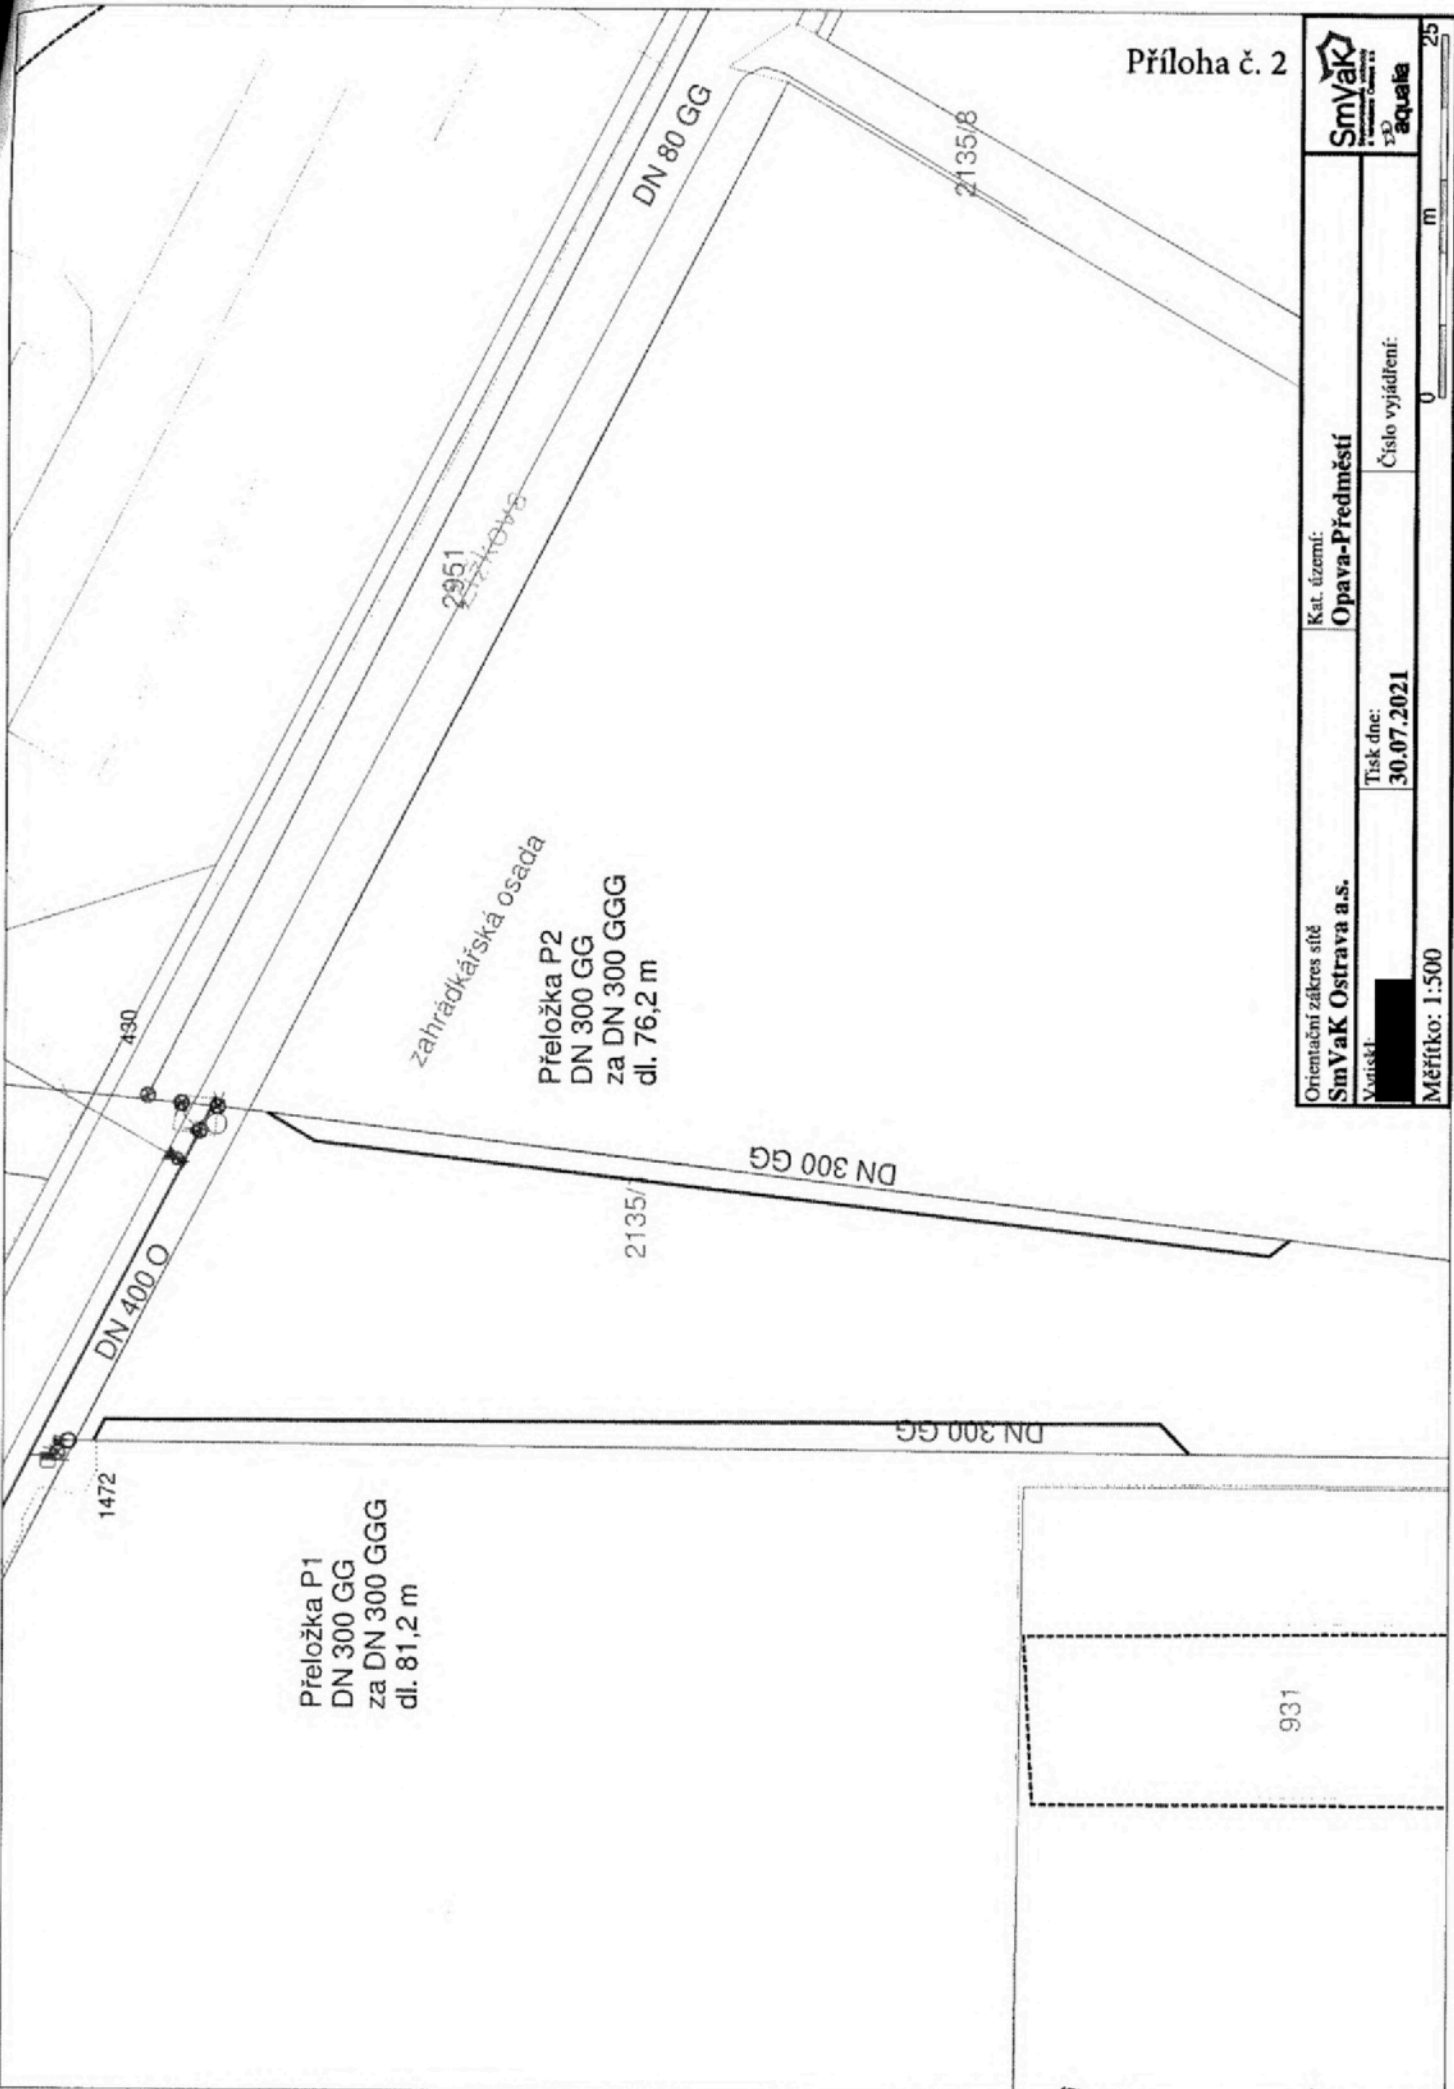 Příloha č. 2
DN 80 GG
2135/8
2951
430
zahrádkářská osada
Přeložka P2
DN 300 GG
za DN 300 GGG
dl. 76,2 m
DN 300 GG
2135/
DN 400 O
DN 300 GG
1472
Přeložka P1
DN 300 GG
za DN 300 GGG
dl. 81,2 m
931
Orientační zákres sítě
SmVaK Ostrava a.s.
Kat. území:
Opava-Předměstí
SmVaK
aqualia
Vytiskl:
Tisk dne:
30.07.2021
Číslo vyjádření:
Měřítko: 1:500
0 m 25